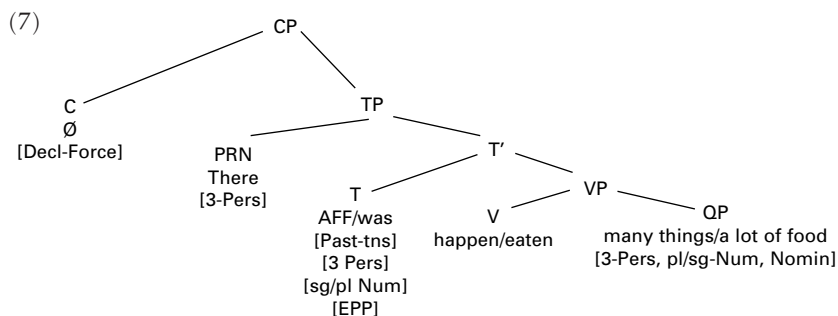 (7)
CP
C
Ø
[Decl-Force]
TP
PRN
There
[3-Pers]
T'
T
AFF/was
[Past-tns]
[3 Pers]
[sg/pl Num]
[EPP]
VP
V
happen/eaten
QP
many things/a lot of food
[3-Pers, pl/sg-Num, Nomin]